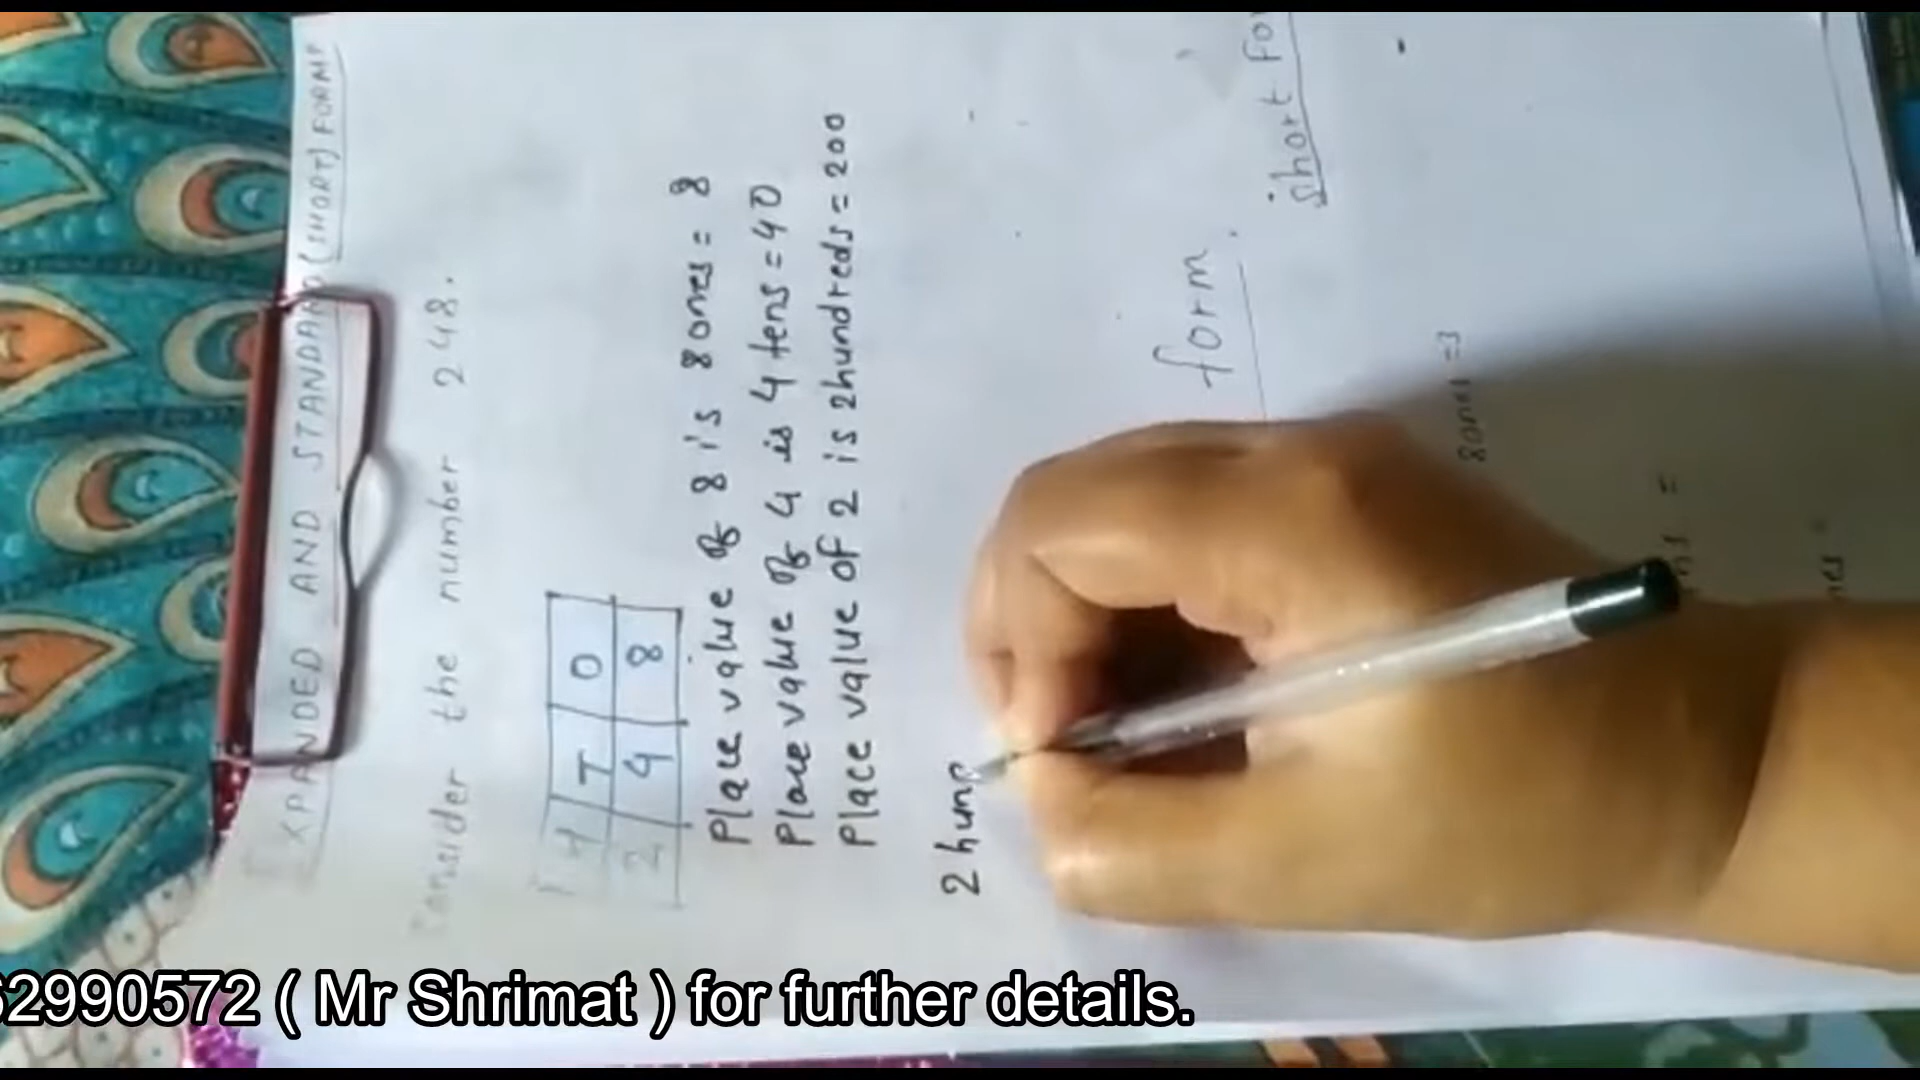 EXPANDED AND STANDARD (SHORT) FORM
Consider the number 248.
H T O
2 4 8
Place value of 8 is 8 ones = 8
Place value of 4 is 4 tens = 40
Place value of 2 is 2 hundreds = 200
2 hun
form.
short
8 ones =
=
62990572 ( Mr Shrimat ) for further details.